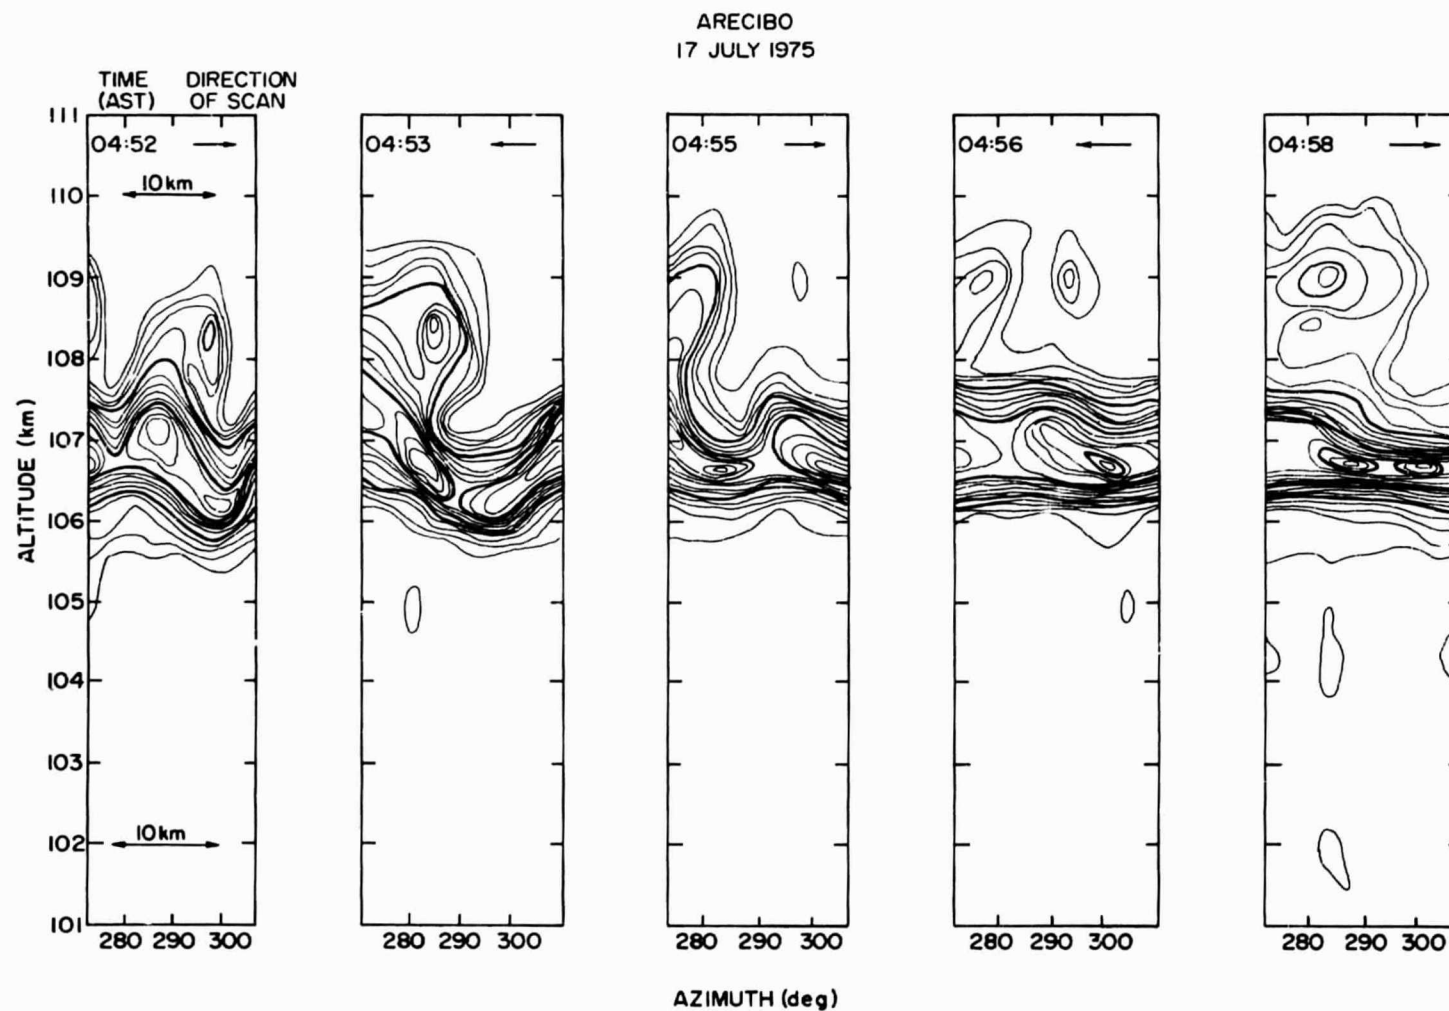 ARECIBO
17 JULY 1975
TIME DIRECTION
(AST) OF SCAN
04:52
04:53
04:55
04:56
04:58
10 km
10 km
111
110
109
108
107
106
105
104
103
102
101
ALTITUDE (km)
280 290 300
280 290 300
280 290 300
280 290 300
280 290 300
AZIMUTH (deg)